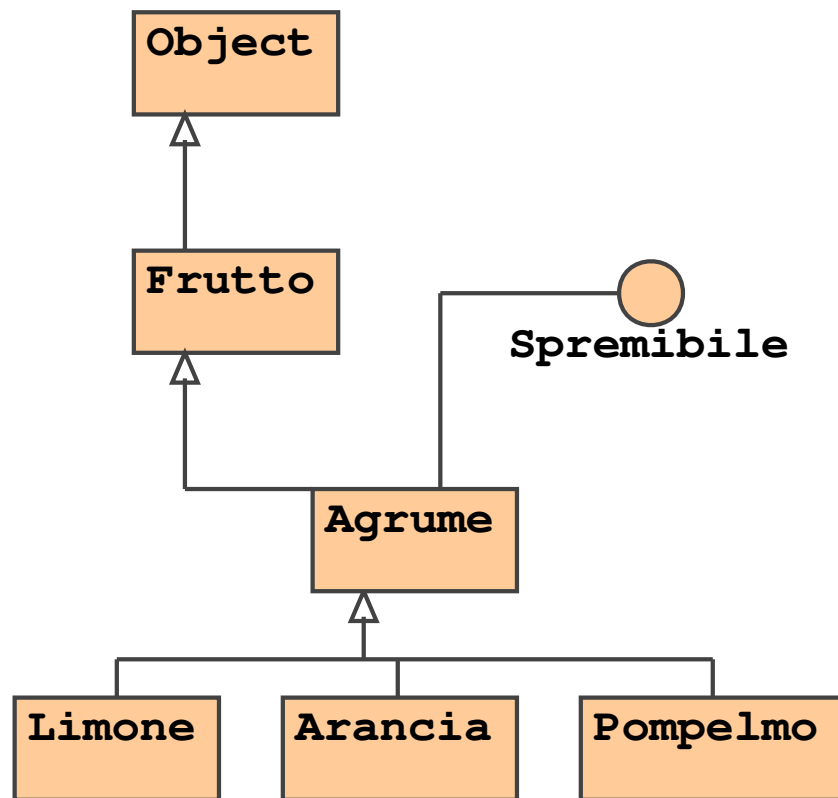 Object
Frutto
Spremibile
Agrume
Limone
Arancia
Pompelmo